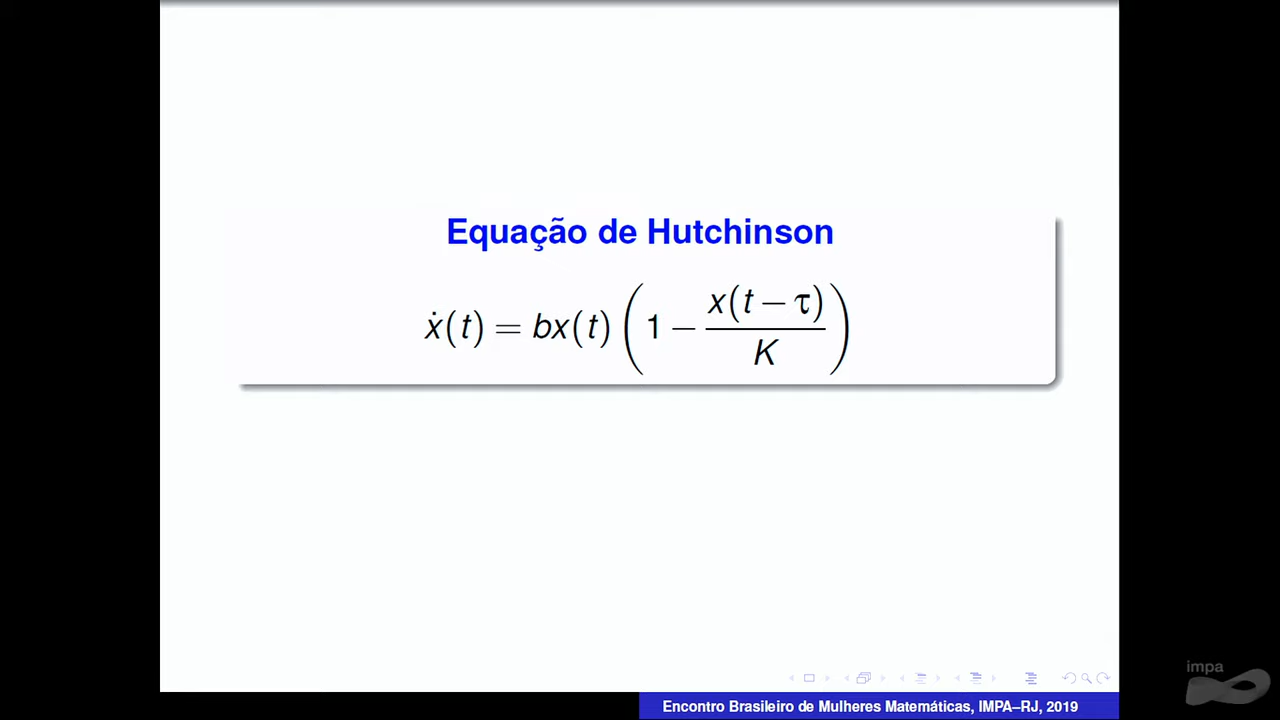 Equação de Hutchinson
ẋ(t) = bx(t) (1 − x(t − τ) / K)
impa
Encontro Brasileiro de Mulheres Matemáticas, IMPA–RJ, 2019